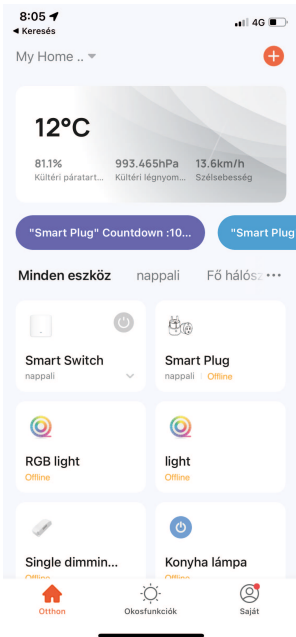 8:05
4G
◀ Keresés
My Home ..
12°C
81.1% 993.465hPa 13.6km/h
Kültéri páratart... Kültéri légnyom... Szélsebesség
"Smart Plug" Countdown :10... "Smart Plug
Minden eszköz nappali Fő hálósz
Smart Switch
nappali
Smart Plug
nappali | Offline
RGB light
Offline
light
Offline
Single dimmin...
Offline
Konyha lámpa
Offline
Otthon Okosfunkciók Saját